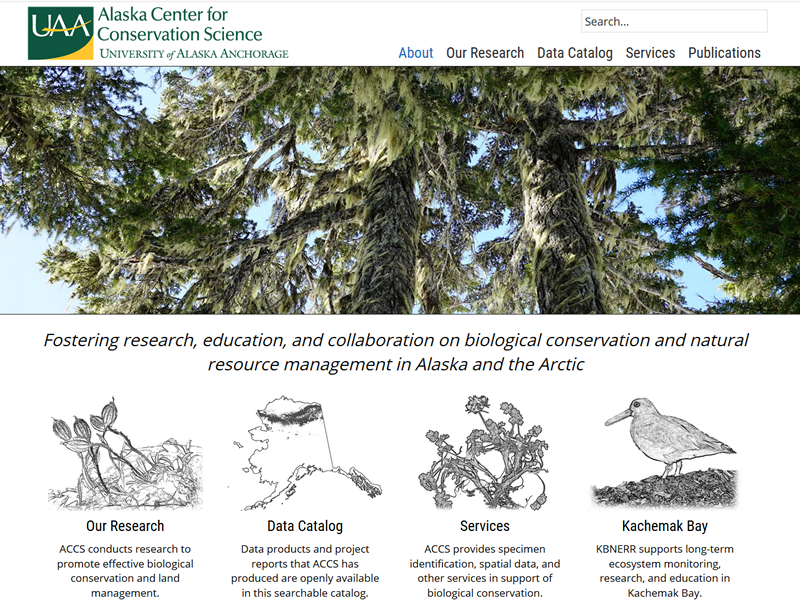 UAA
Alaska Center for
Conservation Science
UNIVERSITY of ALASKA ANCHORAGE
Search...
About Our Research Data Catalog Services Publications
Fostering research, education, and collaboration on biological conservation and natural
resource management in Alaska and the Arctic
Our Research
ACCS conducts research to
promote effective biological
conservation and land
management.
Data Catalog
Data products and project
reports that ACCS has
produced are openly available
in this searchable catalog.
Services
ACCS provides specimen
identification, spatial data, and
other services in support of
biological conservation.
Kachemak Bay
KBNERR supports long-term
ecosystem monitoring,
research, and education in
Kachemak Bay.